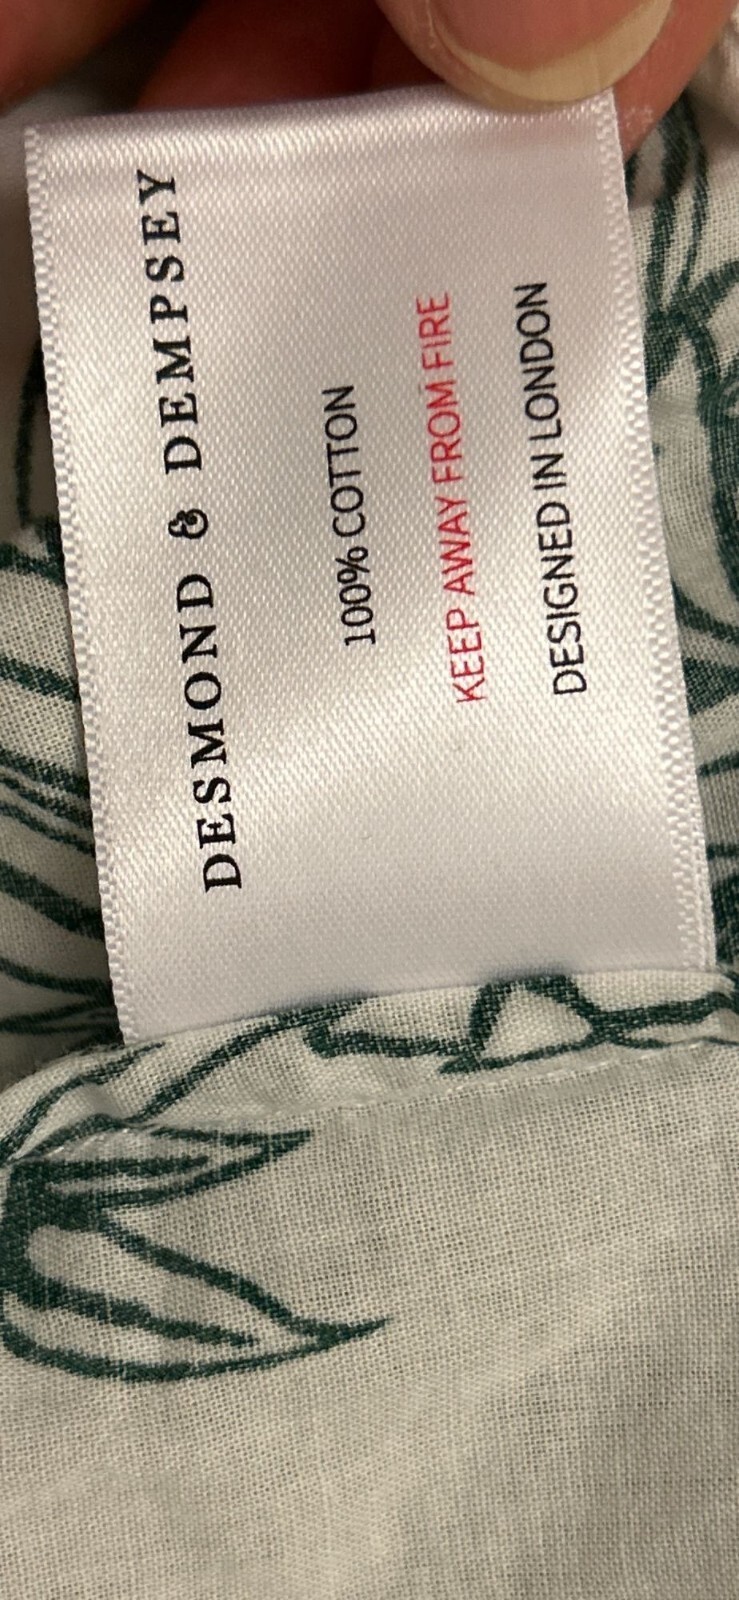 DESMOND & DEMPSEY
100% COTTON
KEEP AWAY FROM FIRE
DESIGNED IN LONDON